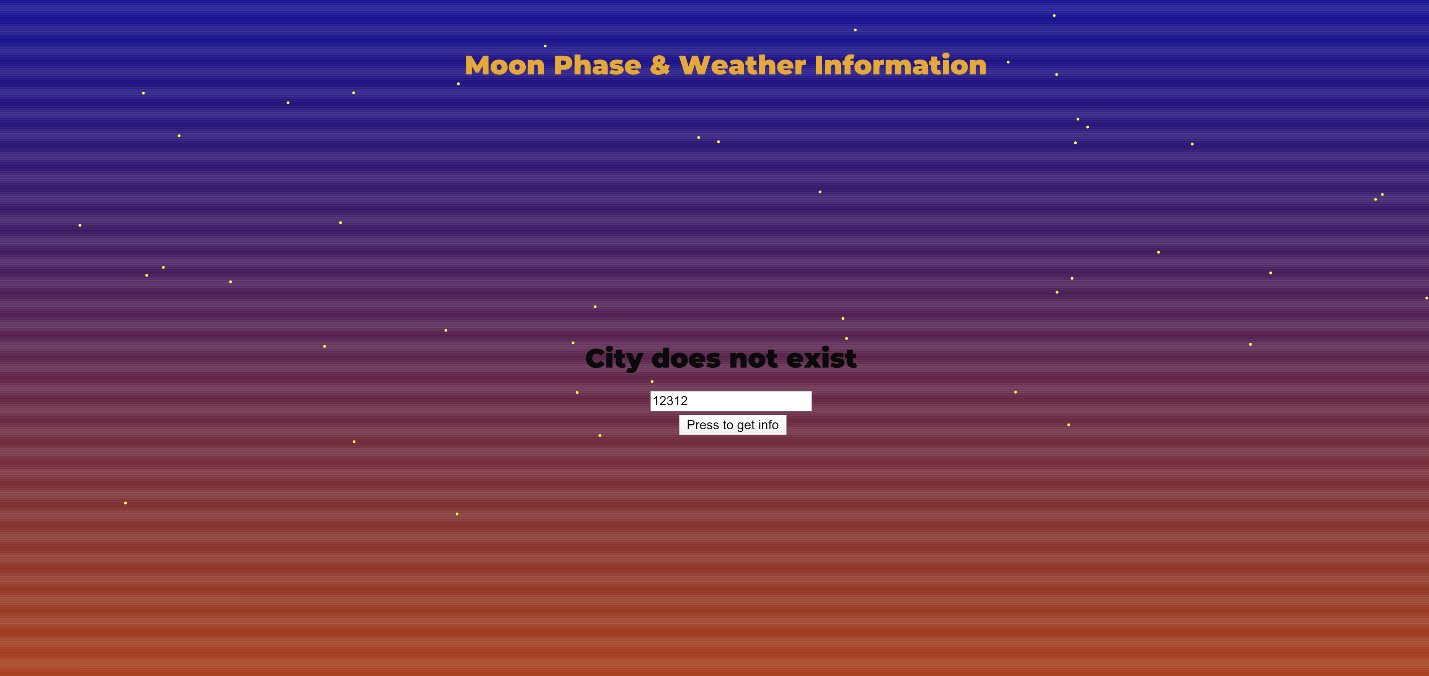 Moon Phase & Weather Information
City does not exist
12312
Press to get info